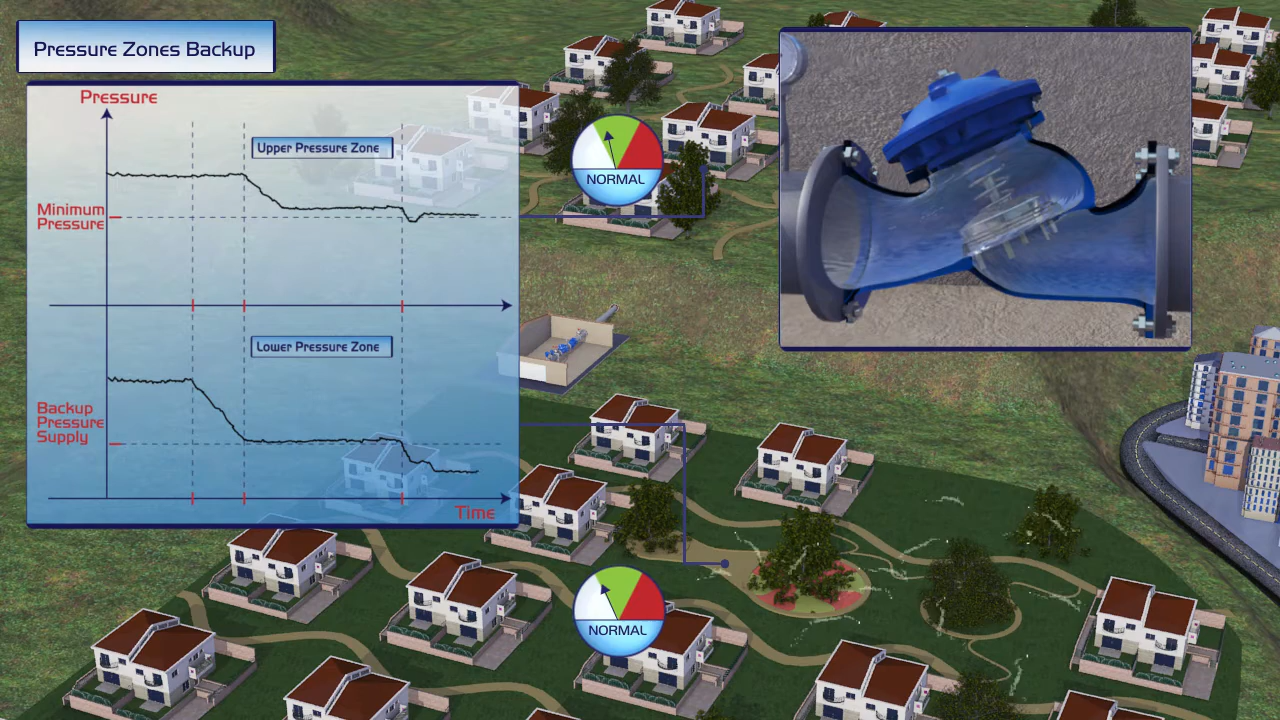 Pressure Zones Backup
Pressure
Upper Pressure Zone
Minimum
Pressure
Lower Pressure Zone
Backup
Pressure
Supply
Time
NORMAL
NORMAL